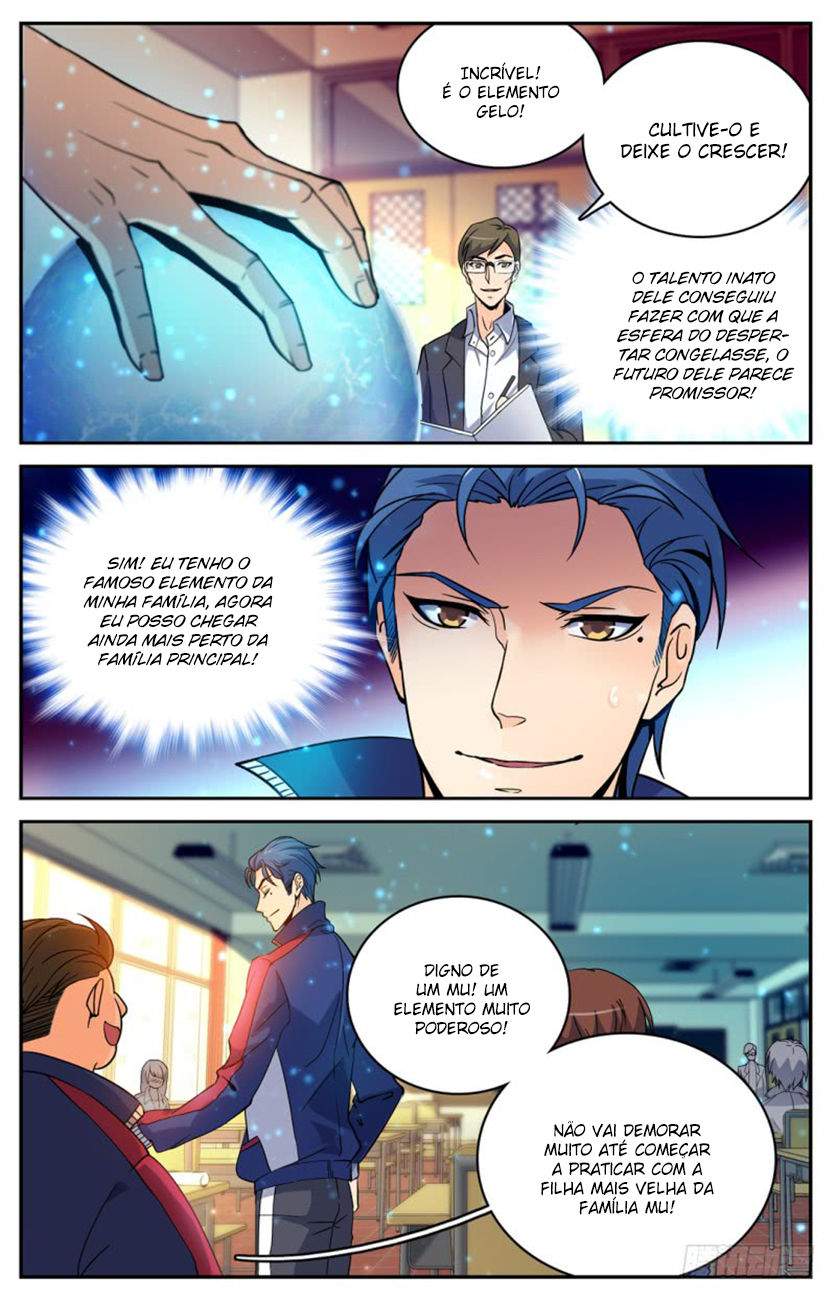 INCRÍVEL!
É O ELEMENTO
GELO!
CULTIVE-O E
DEIXE O CRESCER!
O TALENTO INATO
DELE CONSEGUIU
FAZER COM QUE A
ESFERA DO DESPER-
TAR CONGELASSE, O
FUTURO DELE PARECE
PROMISSOR!
SIM! EU TENHO O
FAMOSO ELEMENTO DA
MINHA FAMÍLIA, AGORA
EU POSSO CHEGAR
AINDA MAIS PERTO DA
FAMÍLIA PRINCIPAL!
DIGNO DE
UM MU! UM
ELEMENTO MUITO
PODEROSO!
NÃO VAI DEMORAR
MUITO ATÉ COMEÇAR
A PRATICAR COM A
FILHA MAIS VELHA DA
FAMÍLIA MU!